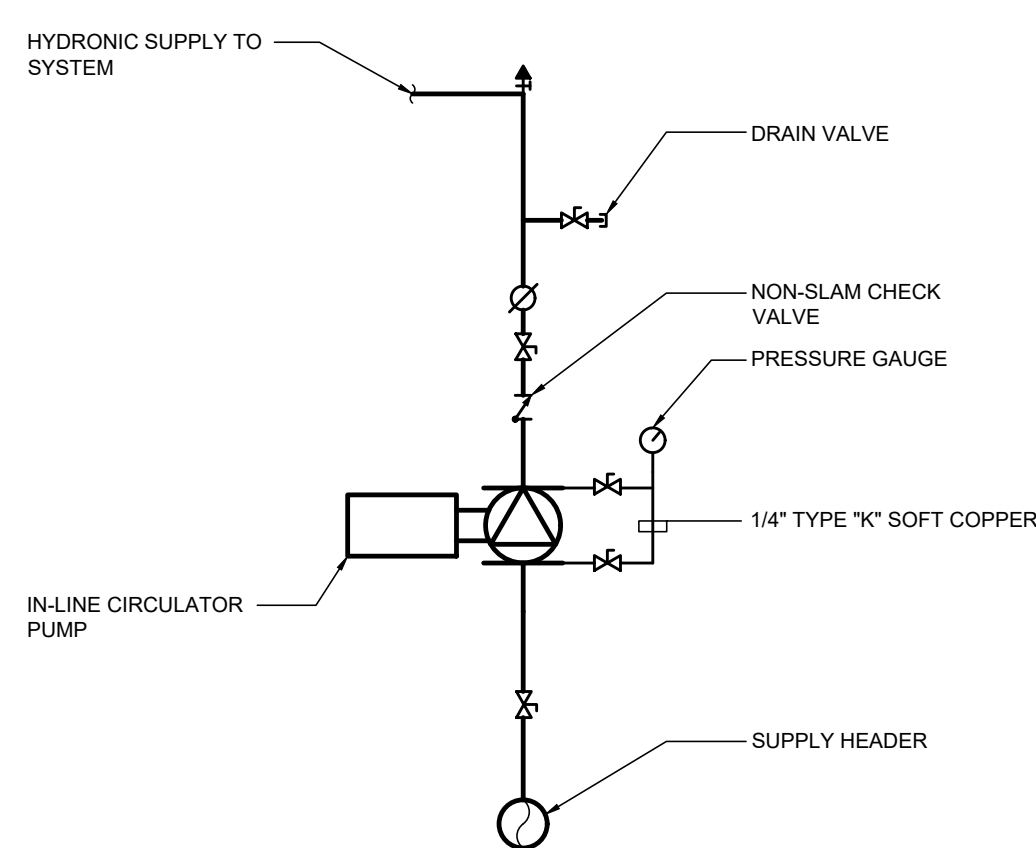 HYDRONIC SUPPLY TO
SYSTEM
DRAIN VALVE
NON-SLAM CHECK
VALVE
PRESSURE GAUGE
1/4" TYPE "K" SOFT COPPER
IN-LINE CIRCULATOR
PUMP
SUPPLY HEADER